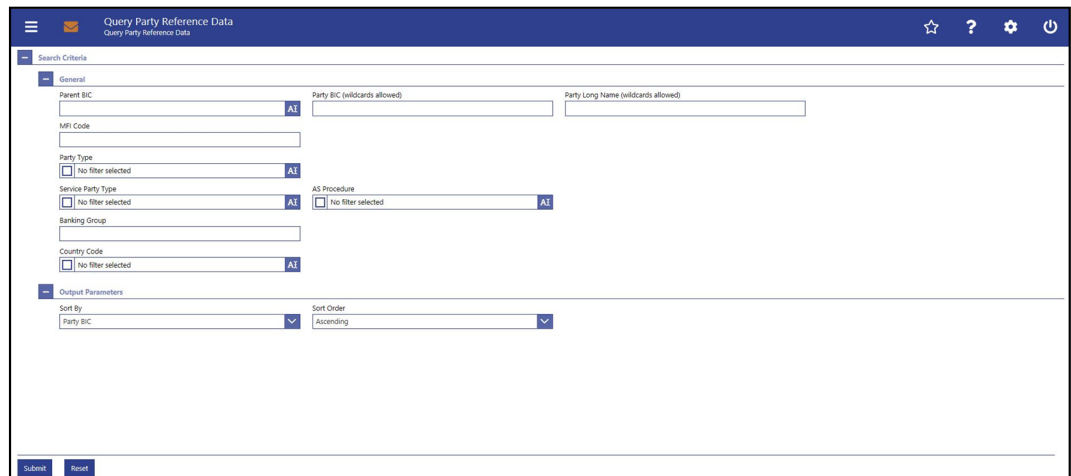 Query Party Reference Data
Query Party Reference Data
Search Criteria
General
Parent BIC
Party BIC (wildcards allowed)
Party Long Name (wildcards allowed)
MFI Code
Party Type
No filter selected
Service Party Type
AS Procedure
No filter selected
No filter selected
Banking Group
Country Code
No filter selected
Output Parameters
Sort By
Sort Order
Party BIC
Ascending
Submit
Reset